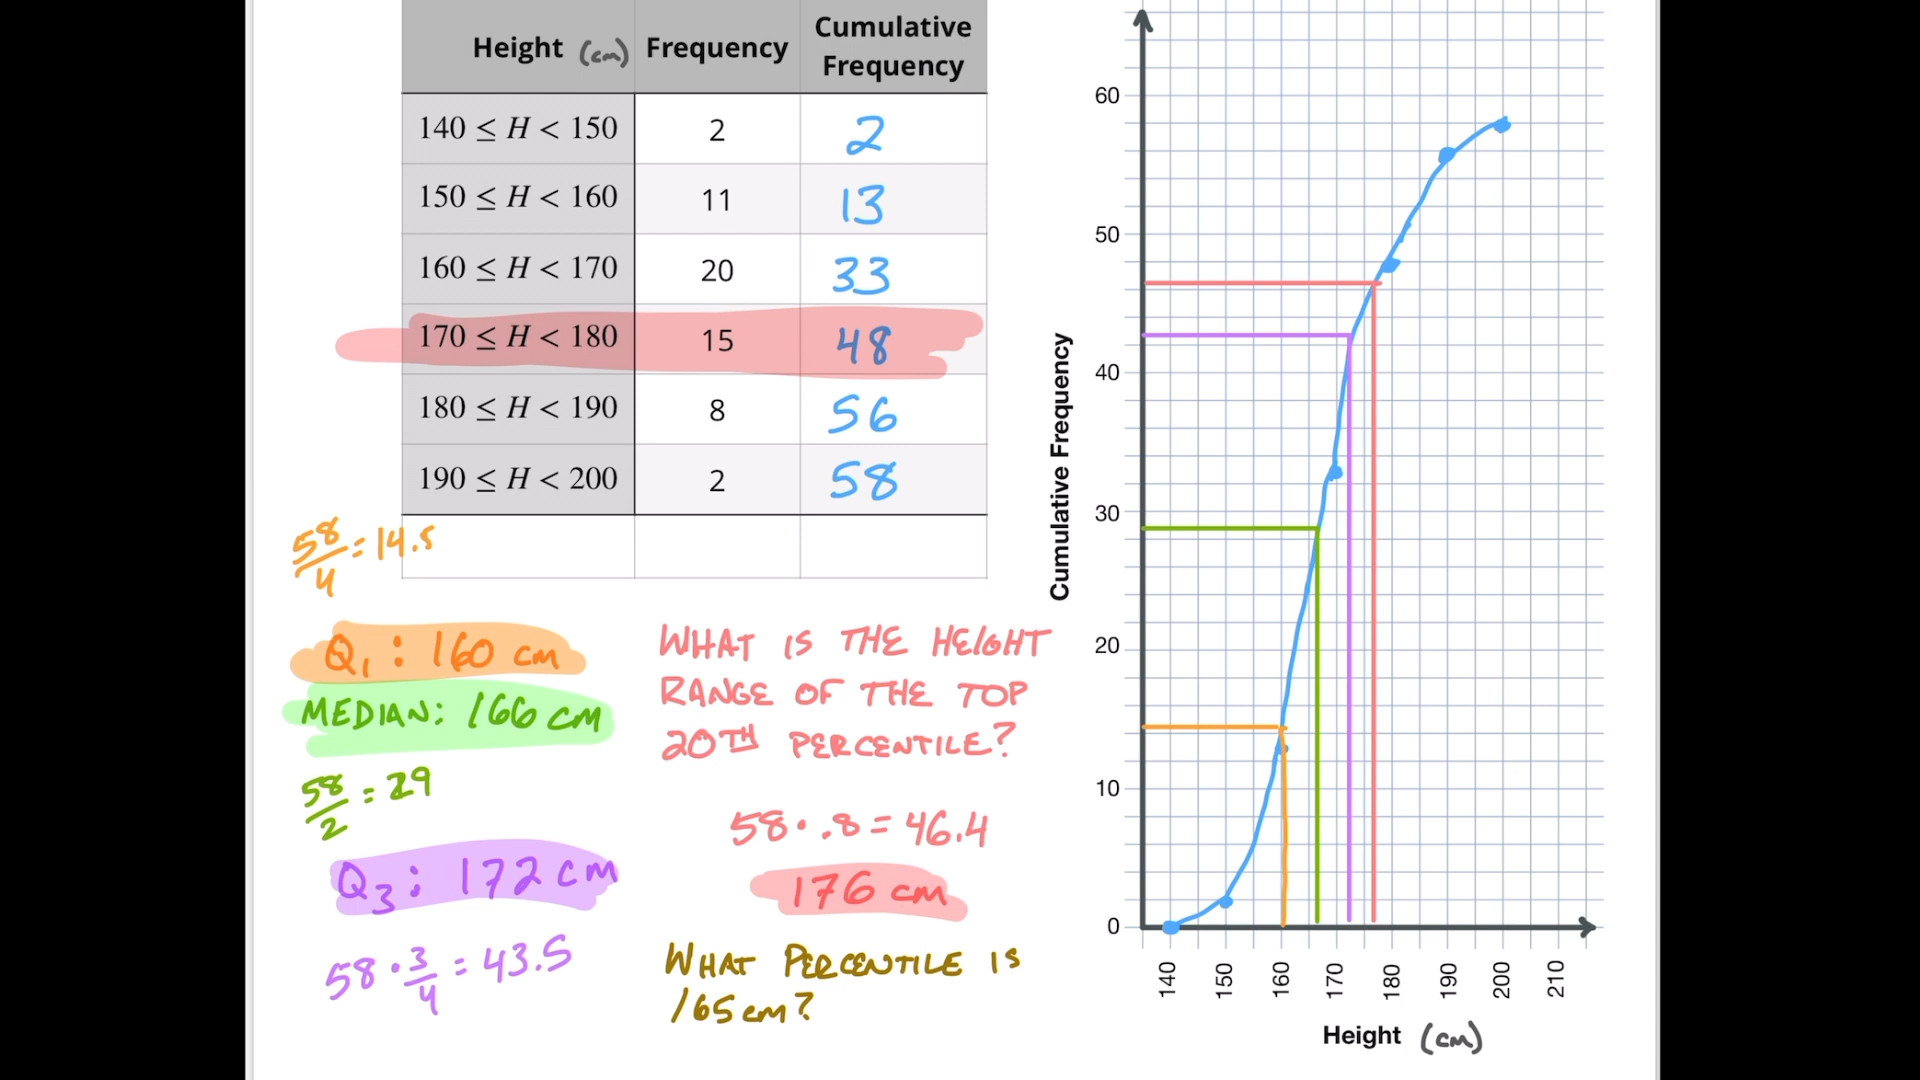 Height (cm) Frequency Cumulative Frequency
140 ≤ H < 150 2 2
150 ≤ H < 160 11 13
160 ≤ H < 170 20 33
170 ≤ H < 180 15 48
180 ≤ H < 190 8 56
190 ≤ H < 200 2 58
58/4 = 14.5
Q1 : 160 cm
MEDIAN: 166 cm
58/2 = 29
Q3 : 172 cm
58 · 3/4 = 43.5
WHAT IS THE HEIGHT
RANGE OF THE TOP
20TH PERCENTILE?
58 · .8 = 46.4
176 cm
WHAT PERCENTILE IS
165 cm?
Cumulative Frequency
60
50
40
30
20
10
0
140 150 160 170 180 190 200 210
Height (cm)